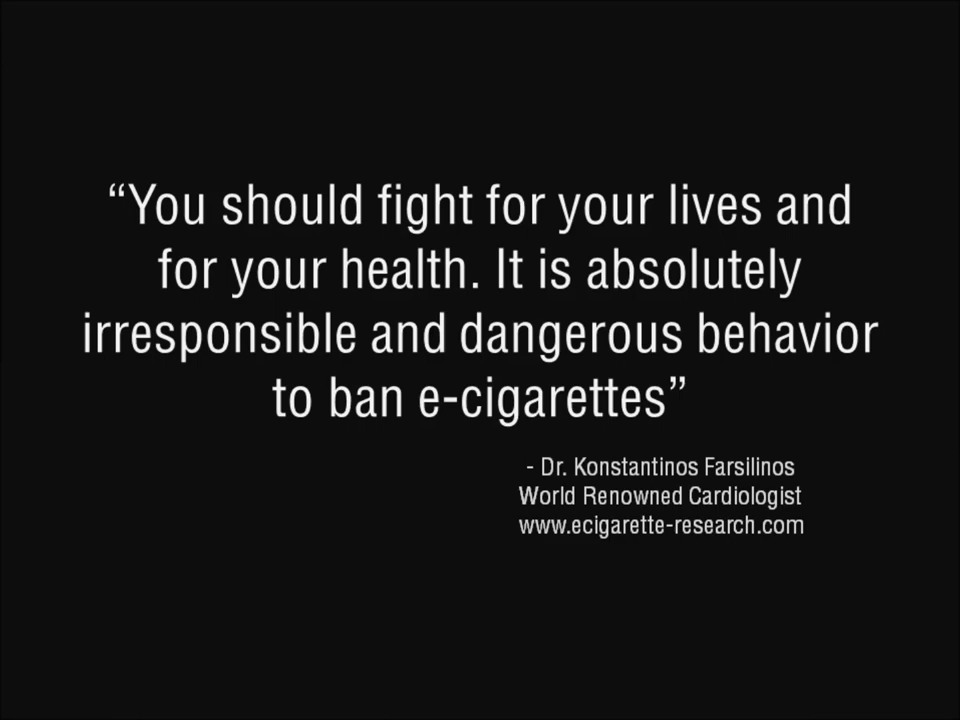 “You should fight for your lives and
for your health. It is absolutely
irresponsible and dangerous behavior
to ban e-cigarettes”
- Dr. Konstantinos Farsilinos
World Renowned Cardiologist
www.ecigarette-research.com